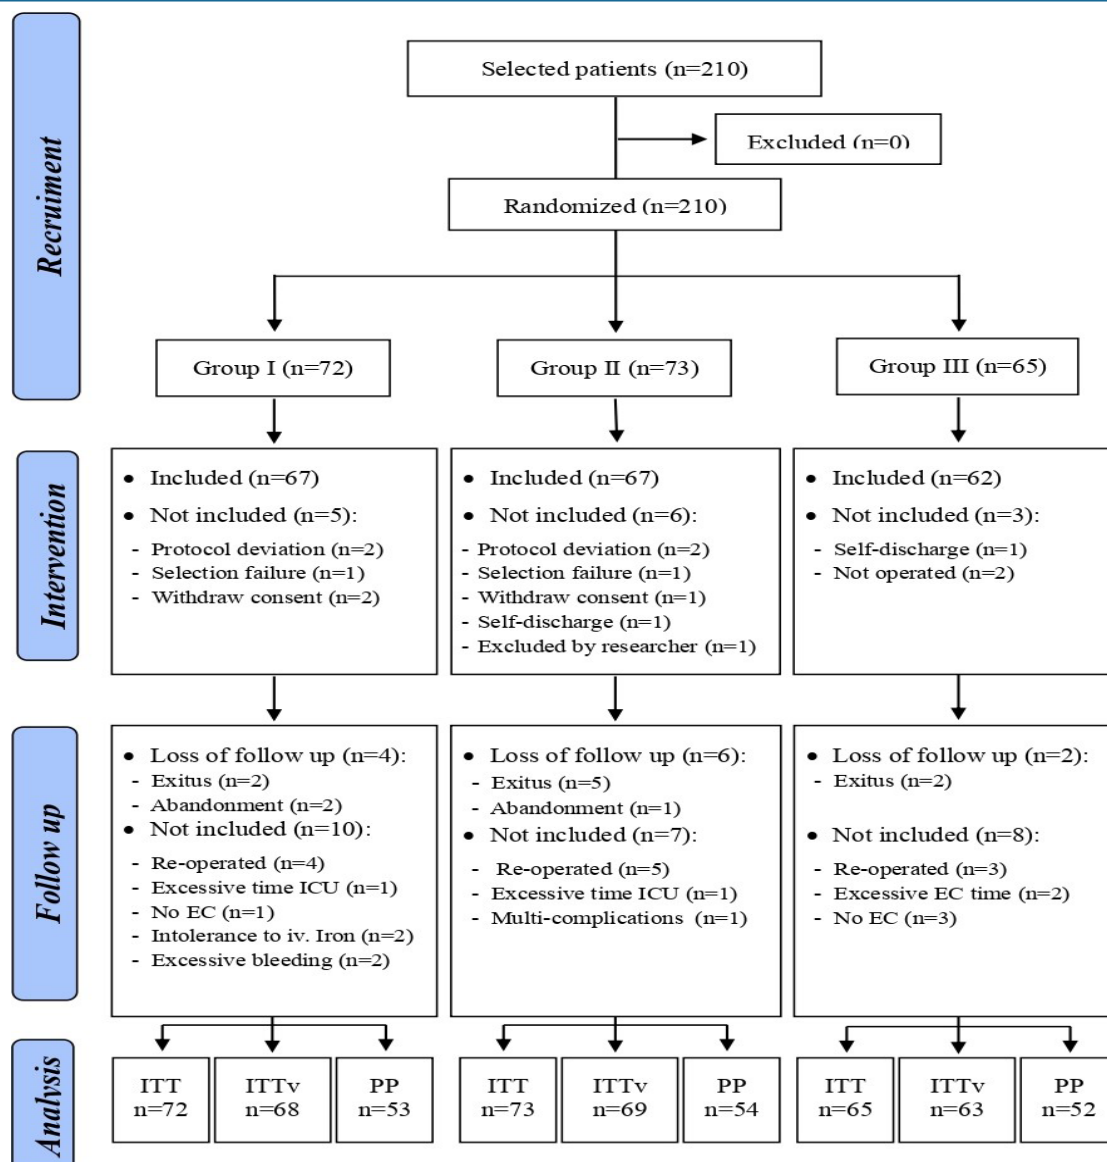 Recruiment
Selected patients (n=210)
Excluded (n=0)
Randomized (n=210)
Group I (n=72)
Group II (n=73)
Group III (n=65)
Intervention
• Included (n=67)
• Not included (n=5):
- Protocol deviation (n=2)
- Selection failure (n=1)
- Withdraw consent (n=2)
• Included (n=67)
• Not included (n=6):
- Protocol deviation (n=2)
- Selection failure (n=1)
- Withdraw consent (n=1)
- Self-discharge (n=1)
- Excluded by researcher (n=1)
• Included (n=62)
• Not included (n=3):
- Self-discharge (n=1)
- Not operated (n=2)
Follow up
• Loss of follow up (n=4):
- Exitus (n=2)
- Abandonment (n=2)
• Not included (n=10):
- Re-operated (n=4)
- Excessive time ICU (n=1)
- No EC (n=1)
- Intolerance to iv. Iron (n=2)
- Excessive bleeding (n=2)
• Loss of follow up (n=6):
- Exitus (n=5)
- Abandonment (n=1)
• Not included (n=7):
- Re-operated (n=5)
- Excessive time ICU (n=1)
- Multi-complications (n=1)
• Loss of follow up (n=2):
- Exitus (n=2)
• Not included (n=8):
- Re-operated (n=3)
- Excessive EC time (n=2)
- No EC (n=3)
Analysis
ITT
n=72
ITTv
n=68
PP
n=53
ITT
n=73
ITTv
n=69
PP
n=54
ITT
n=65
ITTv
n=63
PP
n=52